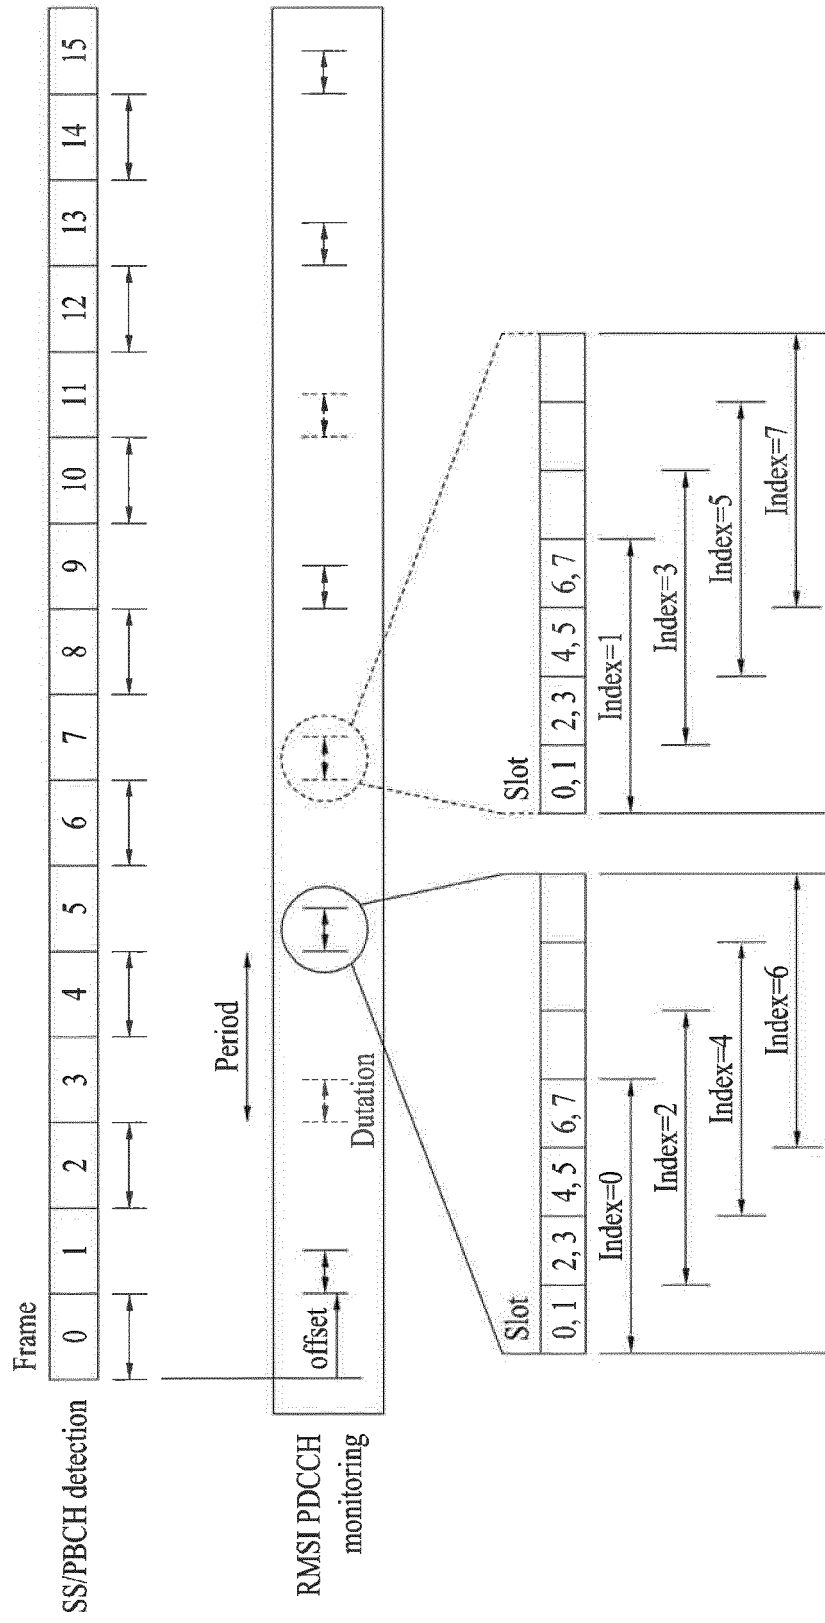 Frame
SS/PBCH detection
0 1 2 3 4 5 6 7 8 9 10 11 12 13 14 15
Period
RMSI PDCCH
monitoring
offset
Dutation
Slot
0, 1 2, 3 4, 5 6, 7
Index=0
Index=2
Index=4
Index=6
Slot
0, 1 2, 3 4, 5 6, 7
Index=1
Index=3
Index=5
Index=7